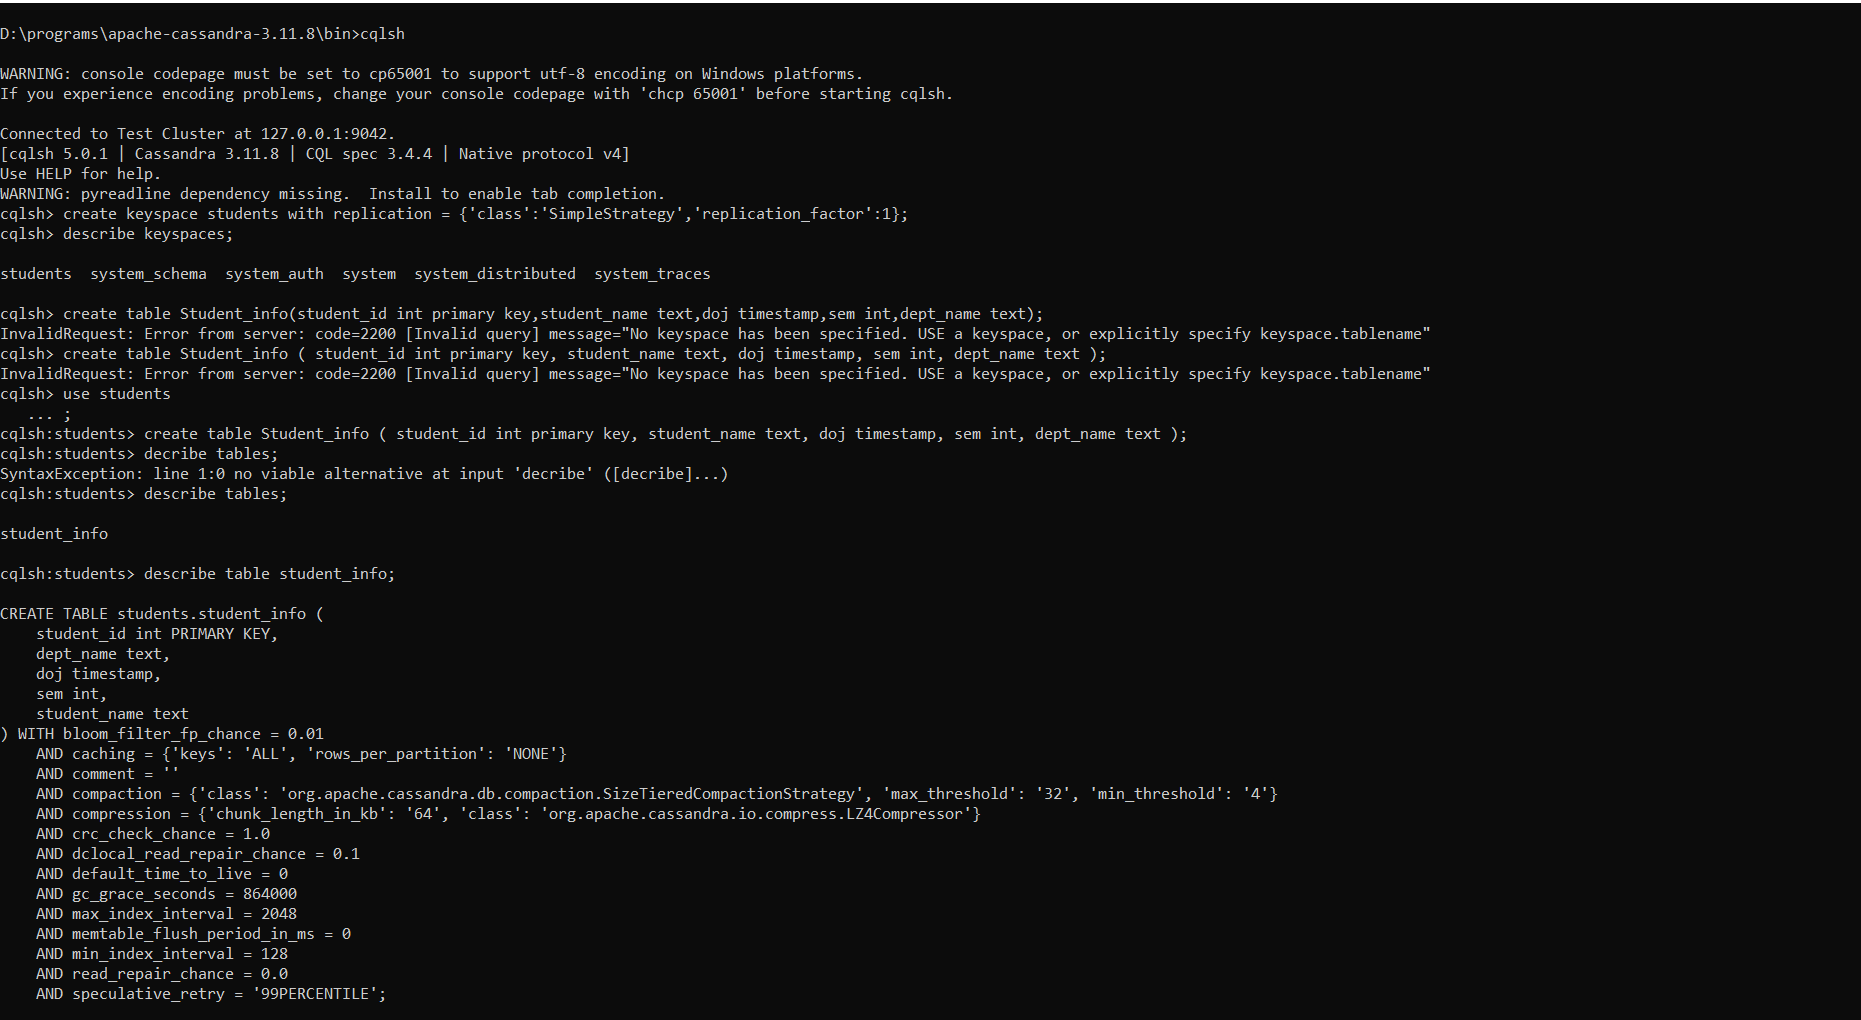 D:\programs\apache-cassandra-3.11.8\bin>cqlsh
WARNING: console codepage must be set to cp65001 to support utf-8 encoding on Windows platforms.
If you experience encoding problems, change your console codepage with 'chcp 65001' before starting cqlsh.
Connected to Test Cluster at 127.0.0.1:9042.
[cqlsh 5.0.1 | Cassandra 3.11.8 | CQL spec 3.4.4 | Native protocol v4]
Use HELP for help.
WARNING: pyreadline dependency missing.  Install to enable tab completion.
cqlsh> create keyspace students with replication = {'class':'SimpleStrategy','replication_factor':1};
cqlsh> describe keyspaces;
students  system_schema  system_auth  system  system_distributed  system_traces
cqlsh> create table Student_info(student_id int primary key,student_name text,doj timestamp,sem int,dept_name text);
InvalidRequest: Error from server: code=2200 [Invalid query] message="No keyspace has been specified. USE a keyspace, or explicitly specify keyspace.tablename"
cqlsh> create table Student_info ( student_id int primary key, student_name text, doj timestamp, sem int, dept_name text );
InvalidRequest: Error from server: code=2200 [Invalid query] message="No keyspace has been specified. USE a keyspace, or explicitly specify keyspace.tablename"
cqlsh> use students
   ... ;
cqlsh:students> create table Student_info ( student_id int primary key, student_name text, doj timestamp, sem int, dept_name text );
cqlsh:students> decribe tables;
SyntaxException: line 1:0 no viable alternative at input 'decribe' ([decribe]...)
cqlsh:students> describe tables;
student_info
cqlsh:students> describe table student_info;
CREATE TABLE students.student_info (
    student_id int PRIMARY KEY,
    dept_name text,
    doj timestamp,
    sem int,
    student_name text
) WITH bloom_filter_fp_chance = 0.01
    AND caching = {'keys': 'ALL', 'rows_per_partition': 'NONE'}
    AND comment = ''
    AND compaction = {'class': 'org.apache.cassandra.db.compaction.SizeTieredCompactionStrategy', 'max_threshold': '32', 'min_threshold': '4'}
    AND compression = {'chunk_length_in_kb': '64', 'class': 'org.apache.cassandra.io.compress.LZ4Compressor'}
    AND crc_check_chance = 1.0
    AND dclocal_read_repair_chance = 0.1
    AND default_time_to_live = 0
    AND gc_grace_seconds = 864000
    AND max_index_interval = 2048
    AND memtable_flush_period_in_ms = 0
    AND min_index_interval = 128
    AND read_repair_chance = 0.0
    AND speculative_retry = '99PERCENTILE';